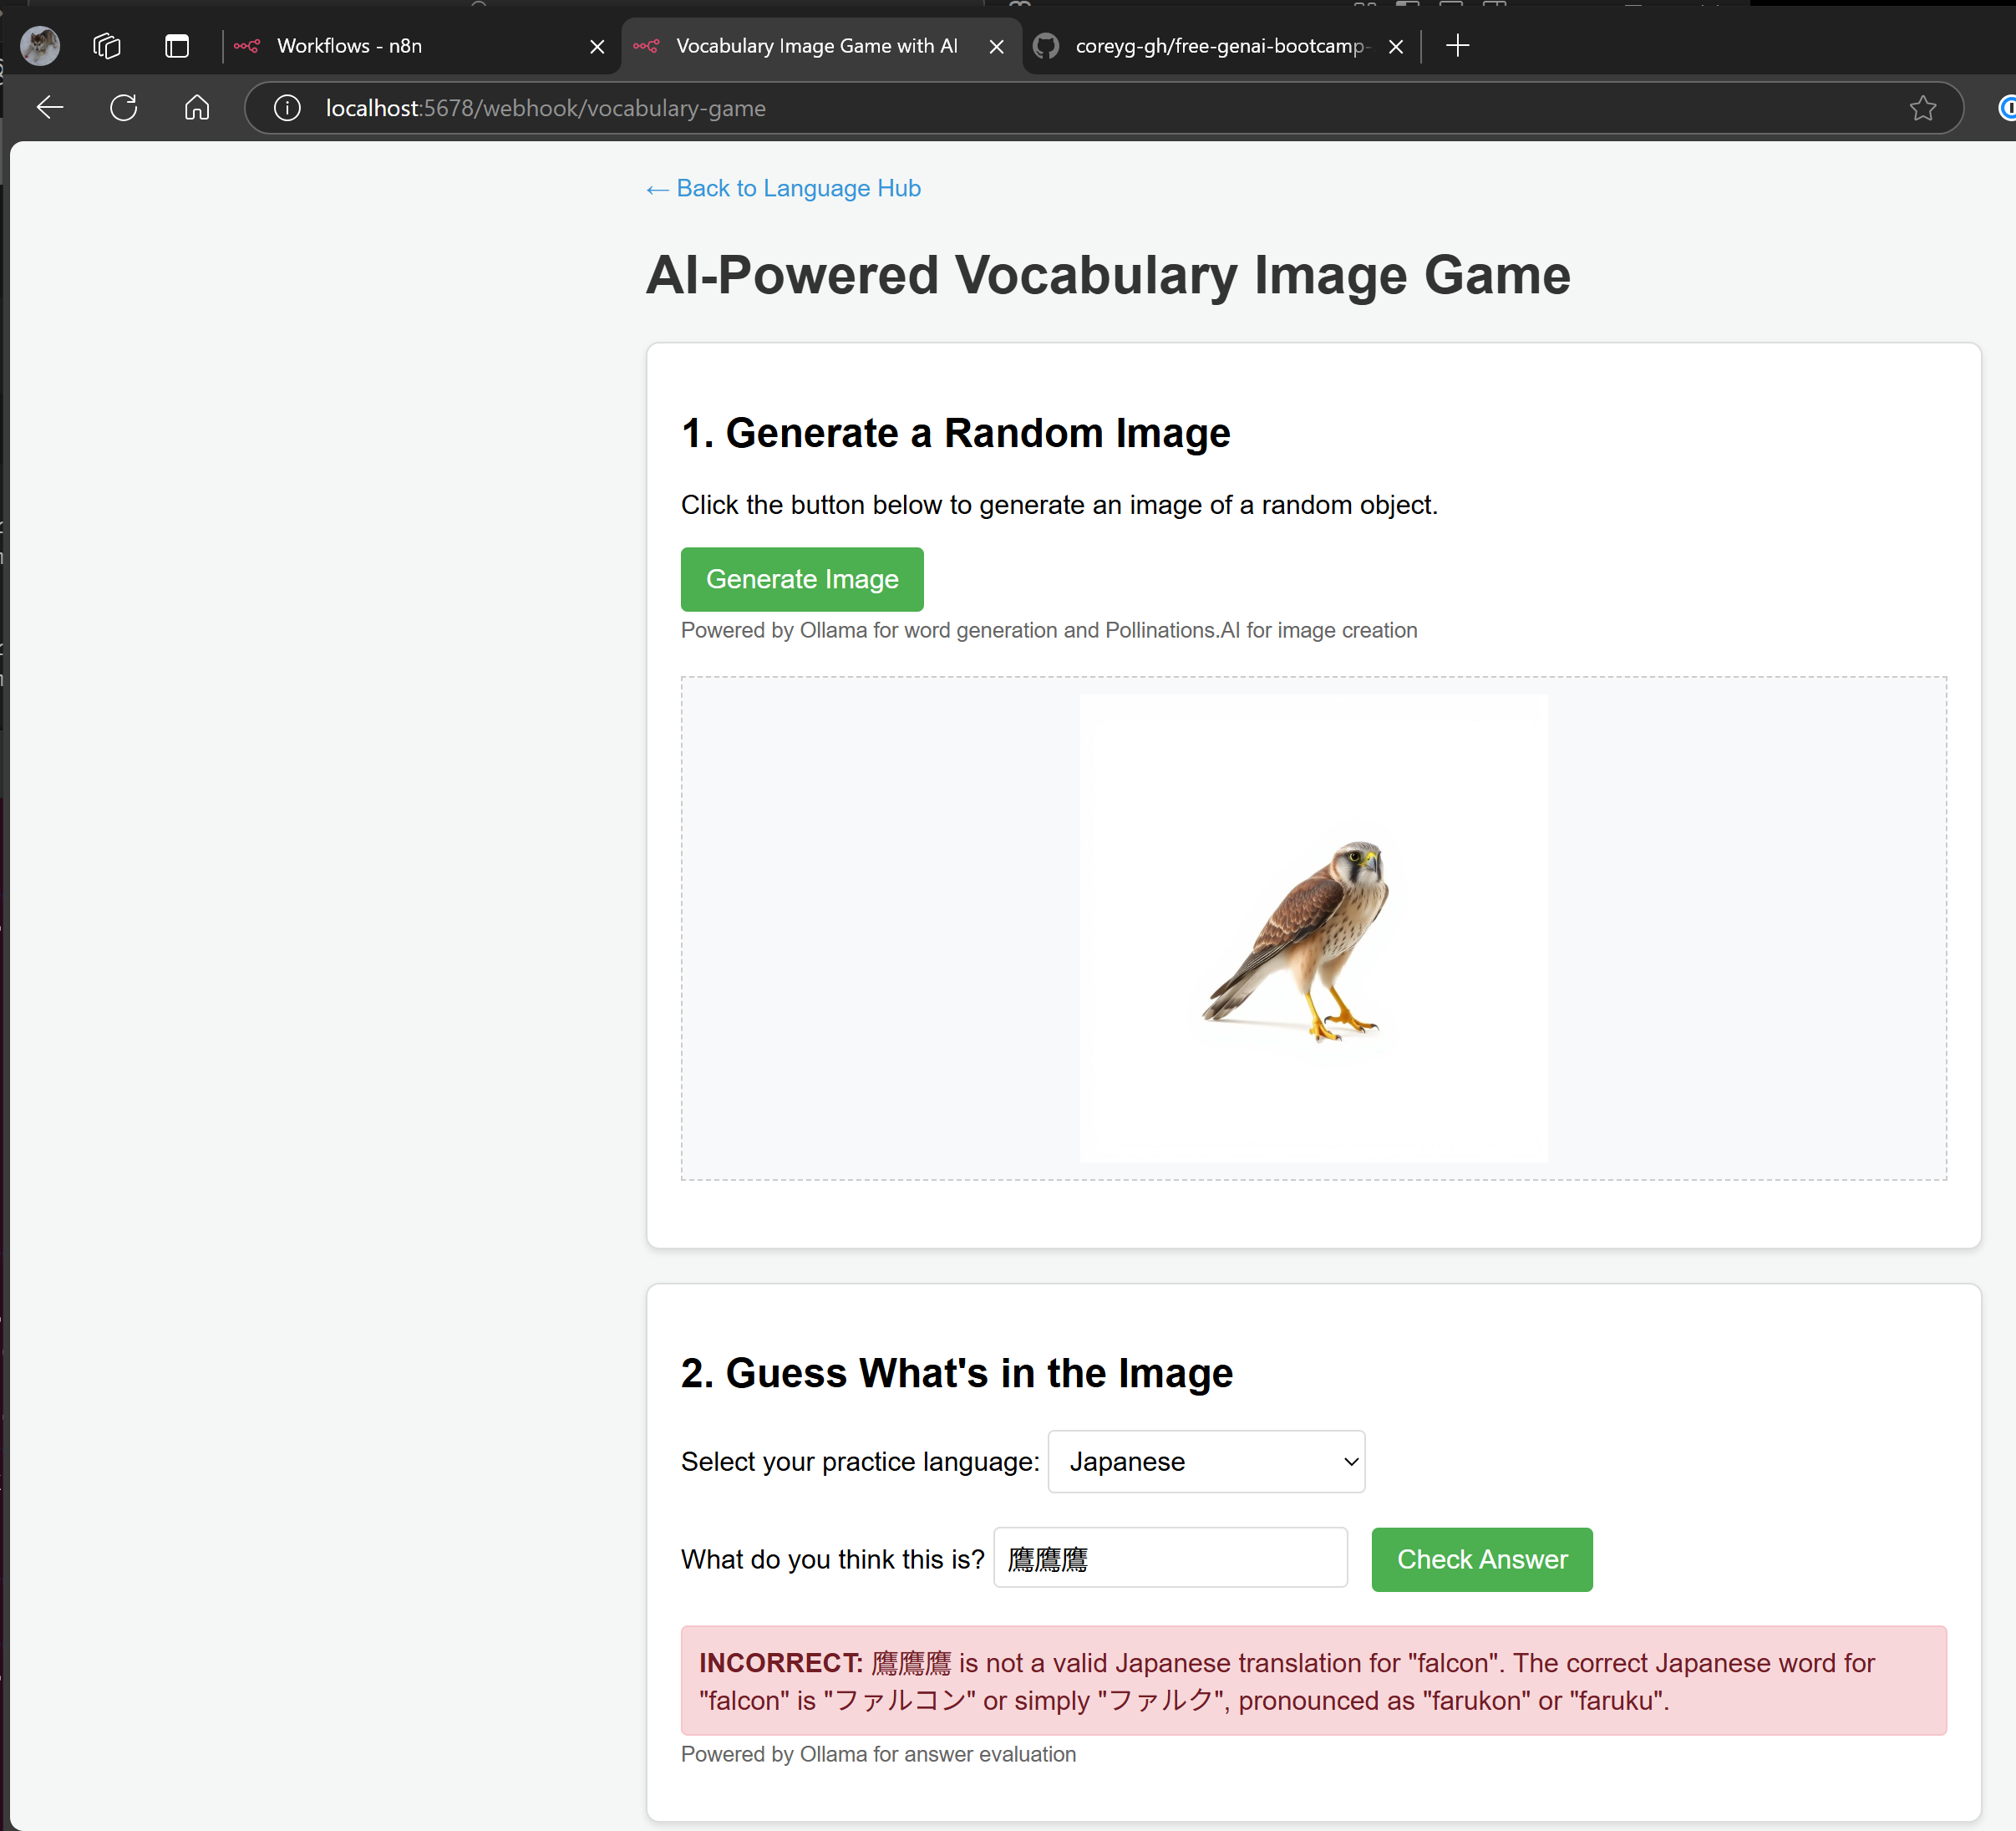 Workflows - n8n
Vocabulary Image Game with AI
coreyg-gh/free-genai-bootcamp-
localhost:5678/webhook/vocabulary-game
← Back to Language Hub
AI-Powered Vocabulary Image Game
1. Generate a Random Image
Click the button below to generate an image of a random object.
Generate Image
Powered by Ollama for word generation and Pollinations.AI for image creation
2. Guess What's in the Image
Select your practice language: Japanese
What do you think this is? 鷹鷹鷹 Check Answer
INCORRECT: 鷹鷹鷹 is not a valid Japanese translation for "falcon". The correct Japanese word for
"falcon" is "ファルコン" or simply "ファルク", pronounced as "farukon" or "faruku".
Powered by Ollama for answer evaluation